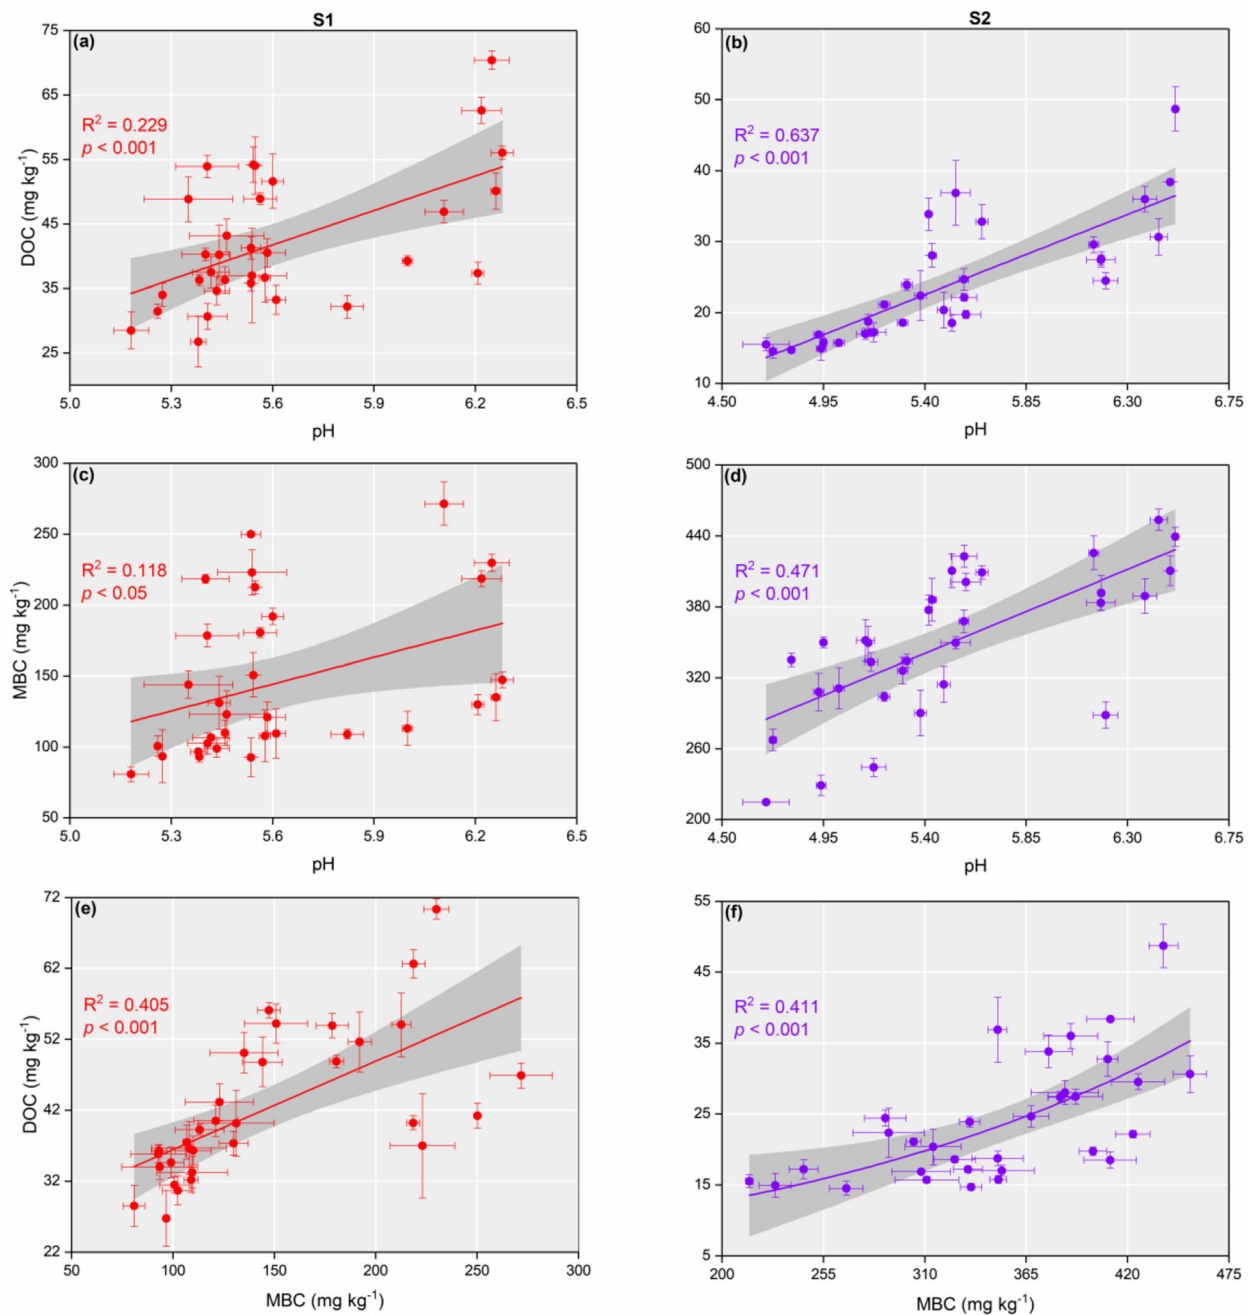 S1
S2
(a)
75
65
55
45
35
25
DOC (mg kg⁻¹)
R² = 0.229
p < 0.001
5.0 5.3 5.6 5.9 6.2 6.5
pH
(b)
60
50
40
30
20
10
R² = 0.637
p < 0.001
4.50 4.95 5.40 5.85 6.30 6.75
pH
(c)
300
250
200
150
100
50
MBC (mg kg⁻¹)
R² = 0.118
p < 0.05
5.0 5.3 5.6 5.9 6.2 6.5
pH
(d)
500
440
380
320
260
200
R² = 0.471
p < 0.001
4.50 4.95 5.40 5.85 6.30 6.75
pH
(e)
72
62
52
42
32
22
DOC (mg kg⁻¹)
R² = 0.405
p < 0.001
50 100 150 200 250 300
MBC (mg kg⁻¹)
(f)
55
45
35
25
15
5
R² = 0.411
p < 0.001
200 255 310 365 420 475
MBC (mg kg⁻¹)